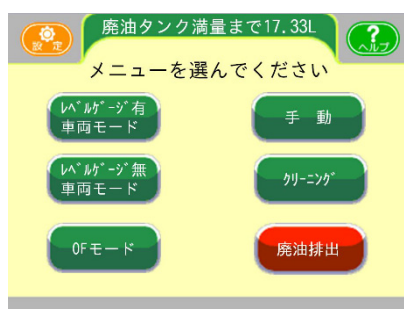 設定
廃油タンク満量まで17.33L
?
ヘルプ
メニューを選んでください
ﾚﾍﾞﾙｹﾞｰｼﾞ有
車両モード
手 動
ﾚﾍﾞﾙｹﾞｰｼﾞ無
車両モード
ｸﾘｰﾆﾝｸﾞ
OFモード
廃油排出